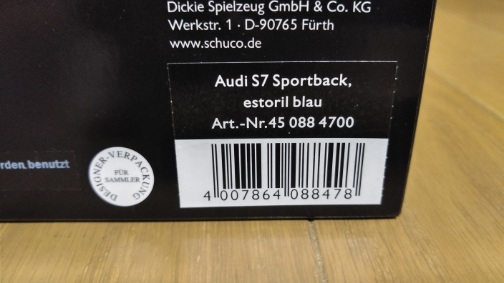 Dickie Spielzeug GmbH & Co. KG
Werkstr. 1 · D-90765 Fürth
www.schuco.de
Audi S7 Sportback,
estoril blau
Art.-Nr.45 088 4700
4 007864 088478
benutzt
DESIGNER-VERPACKUNG
FÜR
SAMMLER